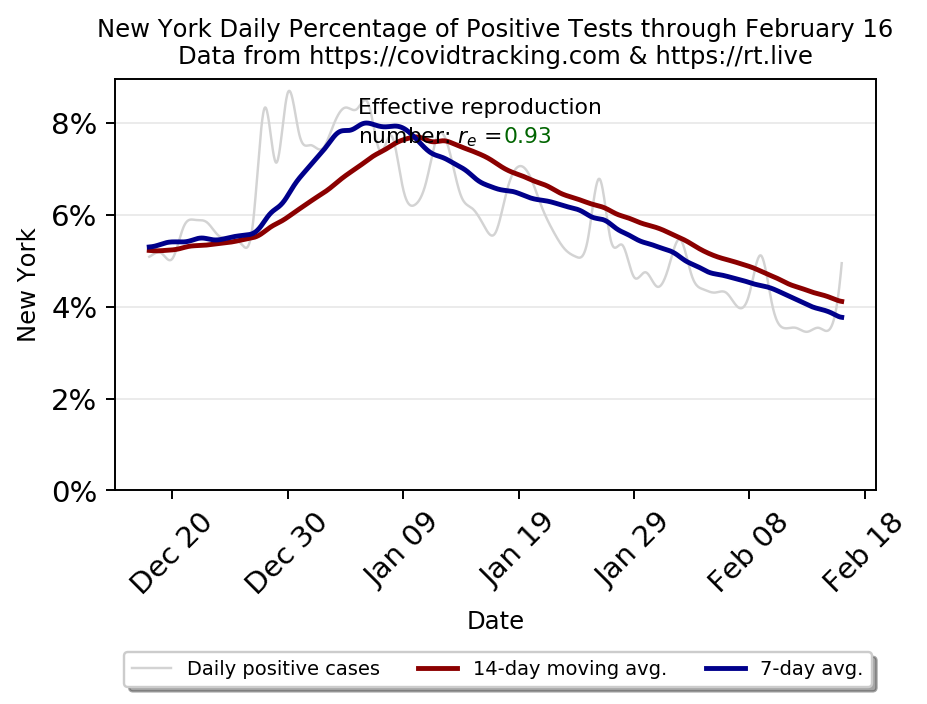 New York Daily Percentage of Positive Tests through February 16
Data from https://covidtracking.com & https://rt.live
Effective reproduction
number: rₑ =0.93
8%
6%
4%
2%
0%
New York
Dec 20
Dec 30
Jan 09
Jan 19
Jan 29
Feb 08
Feb 18
Date
Daily positive cases
14-day moving avg.
7-day avg.